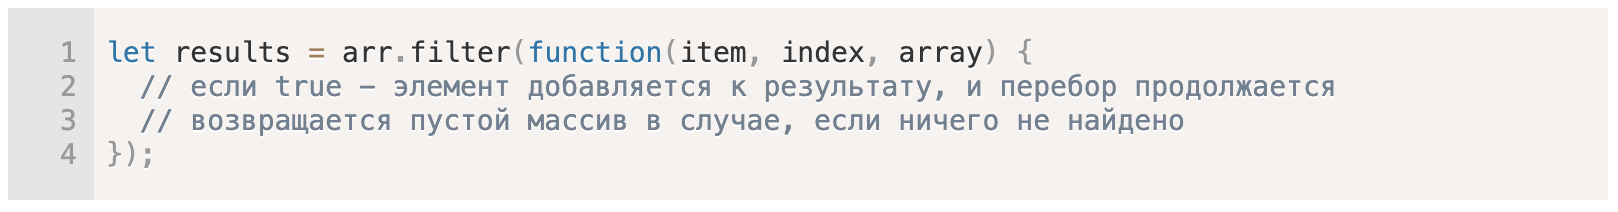 1 let results = arr.filter(function(item, index, array) {
2   // если true – элемент добавляется к результату, и перебор продолжается
3   // возвращается пустой массив в случае, если ничего не найдено
4 });